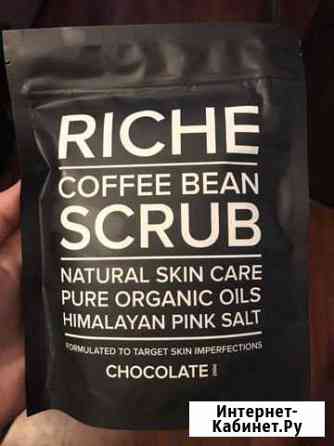 RICHE
COFFEE BEAN
SCRUB
NATURAL SKIN CARE
PURE ORGANIC OILS
HIMALAYAN PINK SALT
FORMULATED TO TARGET SKIN IMPERFECTIONS
CHOCOLATE
Интернет-
Кабинет.Ру